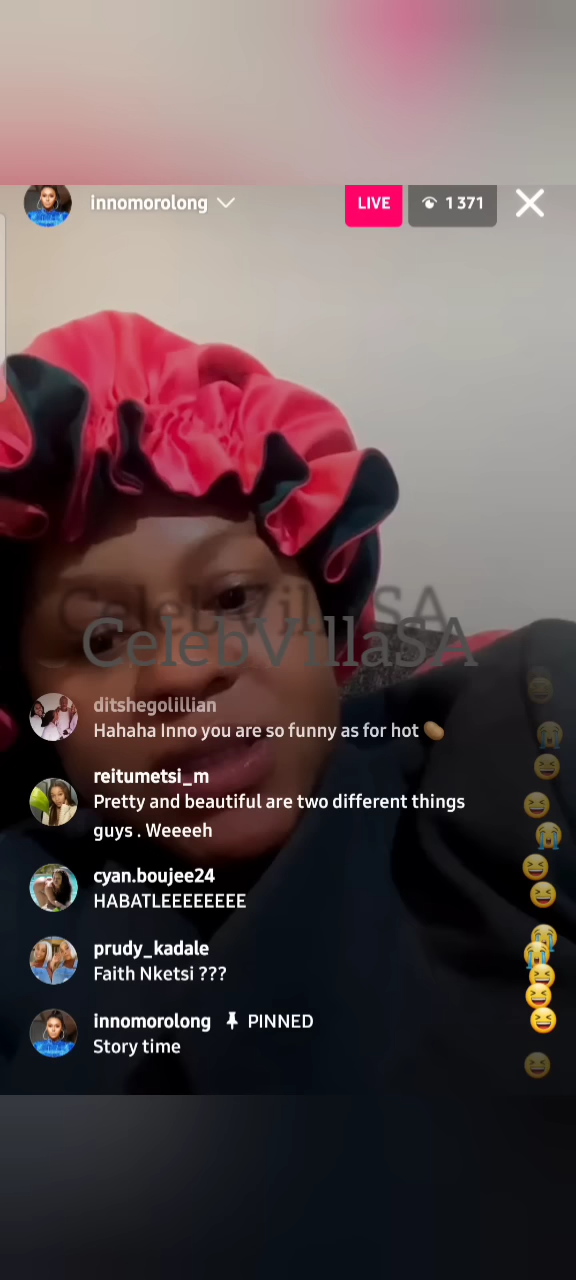 innomorolong
LIVE
1 371
CelebVillaSA
CelebVillaSA
ditshegolillian
Hahaha Inno you are so funny as for hot 🥔
reitumetsi_m
Pretty and beautiful are two different things
guys . Weeeeh
cyan.boujee24
HABATLEEEEEEEE
prudy_kadale
Faith Nketsi ???
innomorolong PINNED
Story time